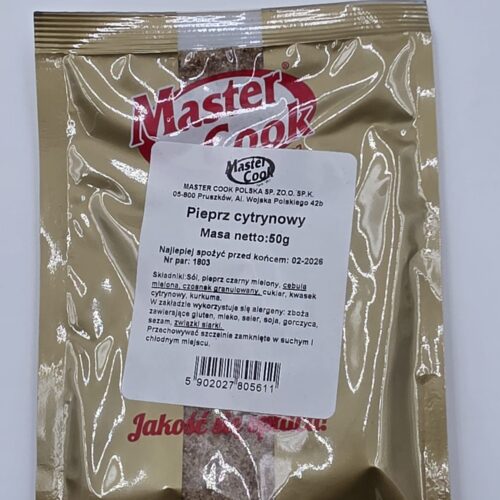 Master
Cook
Master
Cook
MASTER COOK POLSKA SP. ZO.O. SP.K.
05-800 Pruszków, Al. Wojska Polskiego 42b
Pieprz cytrynowy
Masa netto:50g
Najlepiej spożyć przed końcem: 02-2026
Nr par: 1803
Składniki:Sól, pieprz czarny mielony, cebula
mielona, czosnek granulowany, cukier, kwasek
cytrynowy, kurkuma.
W zakładzie wykorzystuje się alergeny: zboża
zawierające gluten, mleko, seler, soja, gorczyca,
sezam, związki siarki.
Przechowywać szczelnie zamknięte w suchym i
chłodnym miejscu.
5 902027 805611
Jakość się opłaca!